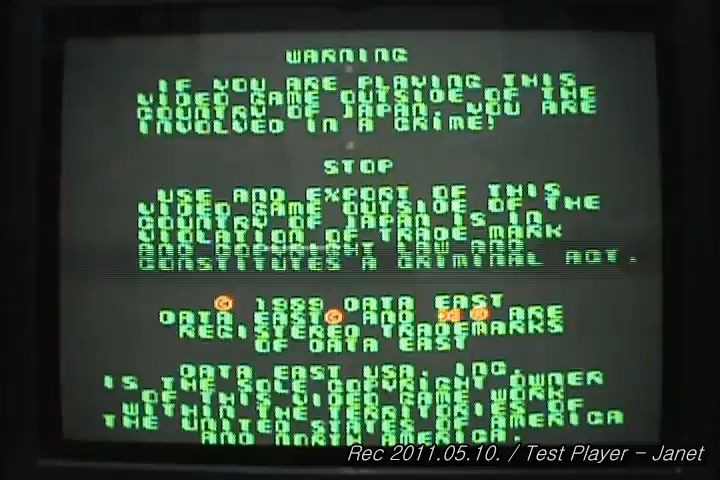 WARNING
IF YOU ARE PLAYING THIS
VIDEO GAME OUTSIDE OF THE
COUNTRY OF JAPAN, YOU ARE
INVOLVED IN A CRIME!
STOP
USE AND EXPORT OF THIS
VIDEO GAME OUTSIDE OF THE
COUNTRY OF JAPAN IS IN
VIOLATION OF TRADE MARK
AND COPYRIGHT LAW AND
CONSTITUTES A CRIMINAL ACT.
© DATA EAST
DATA EAST © AND ARE
REGISTERED TRADEMARKS
OF DATA EAST
DATA EAST USA, INC.
IS THE SOLE COPYRIGHT OWNER
OF THIS VIDEO GAME WORK
WITHIN THE TERRITORIES OF
THE UNITED STATES OF AMERICA
AND NORTH AMERICA.
Rec 2011.05.10. / Test Player - Janet